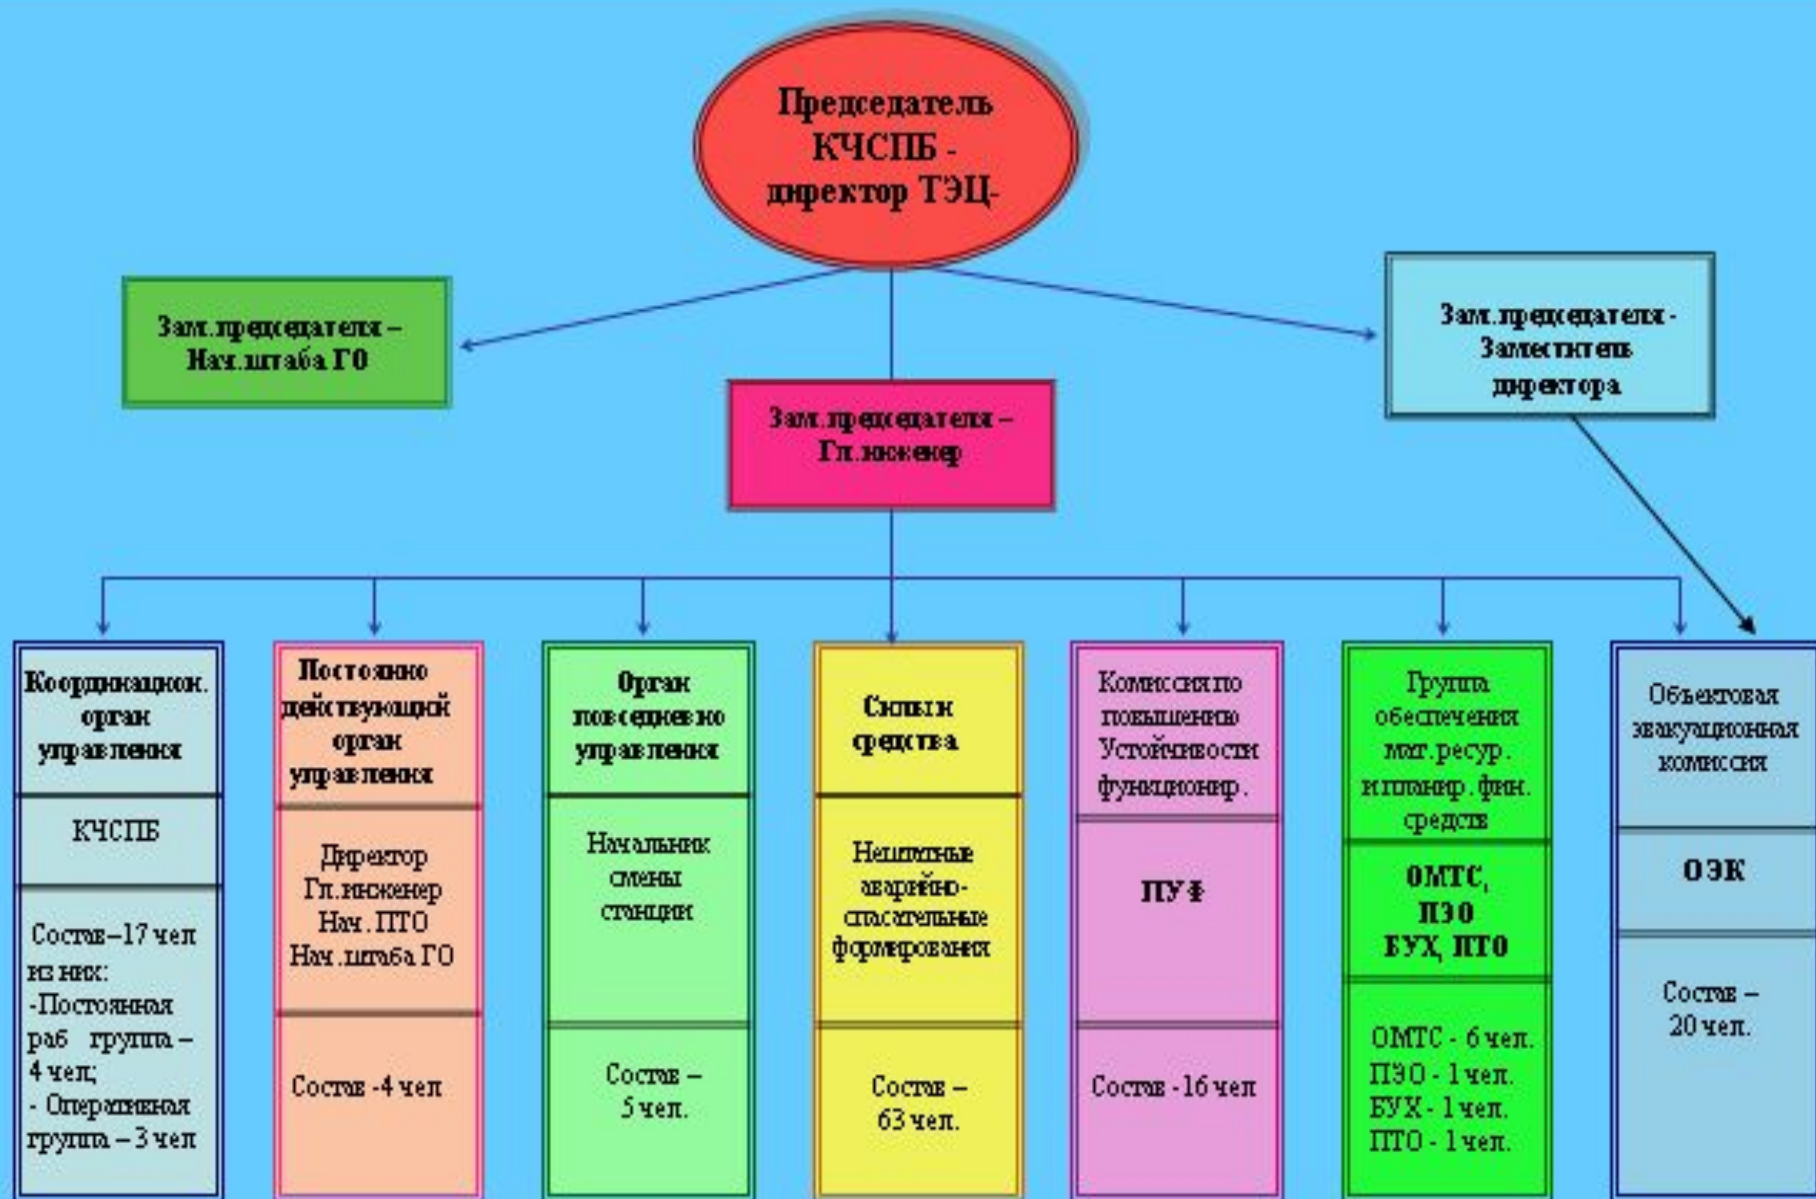 Председатель
КЧСПБ -
директор ТЭЦ-
Зам.председателя –
Нач.штаба ГО
Зам.председателя -
Заместитель
директора
Зам.председателя –
Гл.инженер
Координацион.
орган
управления
КЧСПБ
Состав–17 чел
из них:
-Постоянная
раб группа –
4 чел;
- Оперативная
группа – 3 чел
Постоянно
действующий
орган
управления
Директор
Гл.инженер
Нач. ПТО
Нач.штаба ГО
Состав -4 чел
Орган
повседневно
управления
Начальник
смены
станции
Состав –
5 чел.
Силы и
средства
Нештатные
аварийно-
спасательные
формирования
Состав –
63 чел.
Комиссия по
повышению
Устойчивости
функционир.
ПУФ
Состав -16 чел
Группа
обеспечения
мат.ресур.
и планир. фин.
средств
ОМТС,
ПЭО
БУХ, ПТО
ОМТС - 6 чел.
ПЭО - 1 чел.
БУХ - 1 чел.
ПТО - 1 чел.
Объектовая
эвакуационная
комиссия
ОЭК
Состав –
20 чел.